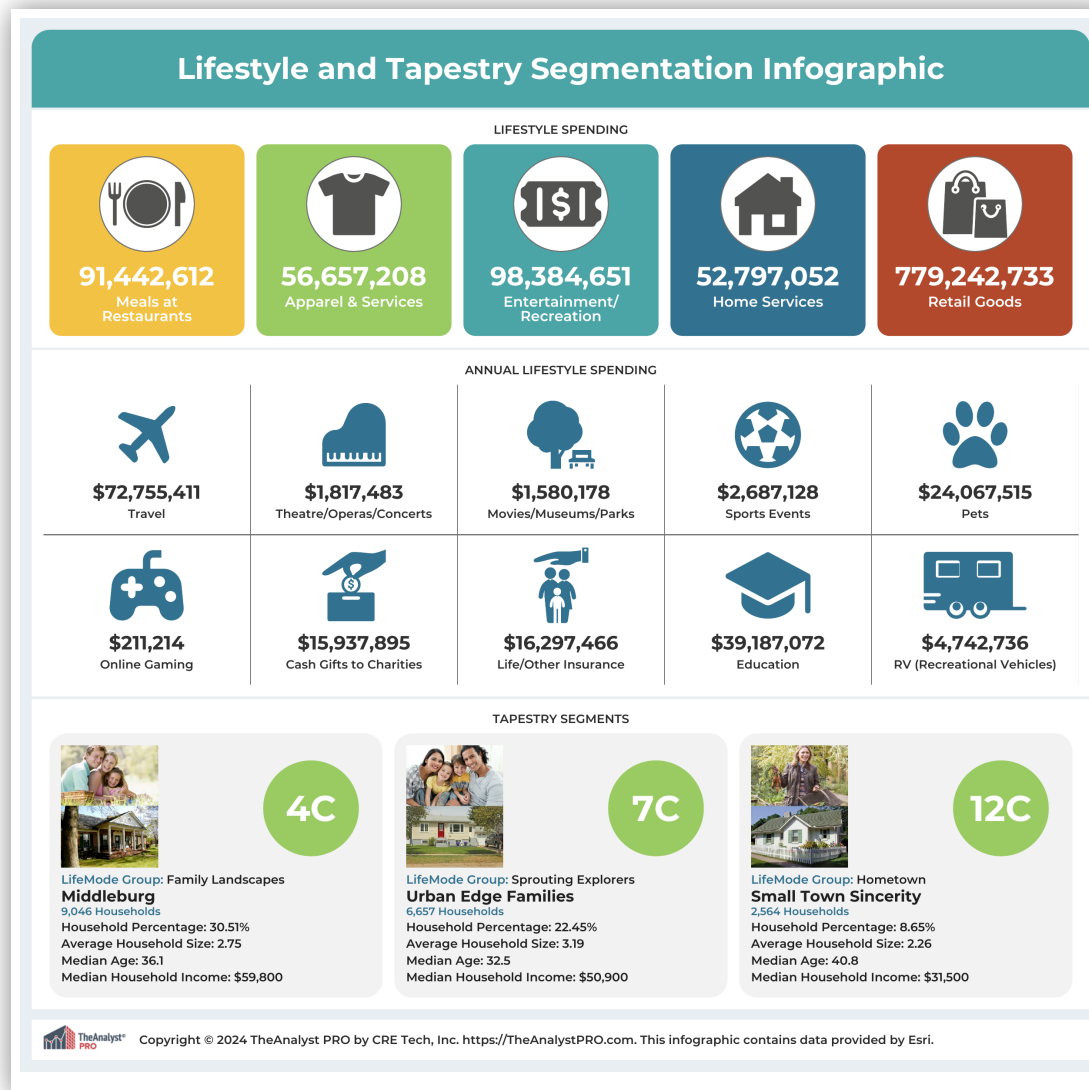 Lifestyle and Tapestry Segmentation Infographic
LIFESTYLE SPENDING
91,442,612
Meals at
Restaurants
56,657,208
Apparel & Services
$
98,384,651
Entertainment/
Recreation
52,797,052
Home Services
779,242,733
Retail Goods
ANNUAL LIFESTYLE SPENDING
$72,755,411
Travel
$1,817,483
Theatre/Operas/Concerts
$1,580,178
Movies/Museums/Parks
$2,687,128
Sports Events
$24,067,515
Pets
$211,214
Online Gaming
$
$15,937,895
Cash Gifts to Charities
$16,297,466
Life/Other Insurance
$39,187,072
Education
$4,742,736
RV (Recreational Vehicles)
TAPESTRY SEGMENTS
4C
LifeMode Group: Family Landscapes
Middleburg
9,046 Households
Household Percentage: 30.51%
Average Household Size: 2.75
Median Age: 36.1
Median Household Income: $59,800
7C
LifeMode Group: Sprouting Explorers
Urban Edge Families
6,657 Households
Household Percentage: 22.45%
Average Household Size: 3.19
Median Age: 32.5
Median Household Income: $50,900
12C
LifeMode Group: Hometown
Small Town Sincerity
2,564 Households
Household Percentage: 8.65%
Average Household Size: 2.26
Median Age: 40.8
Median Household Income: $31,500
TheAnalyst®
PRO
Copyright © 2024 TheAnalyst PRO by CRE Tech, Inc. https://TheAnalystPRO.com. This infographic contains data provided by Esri.